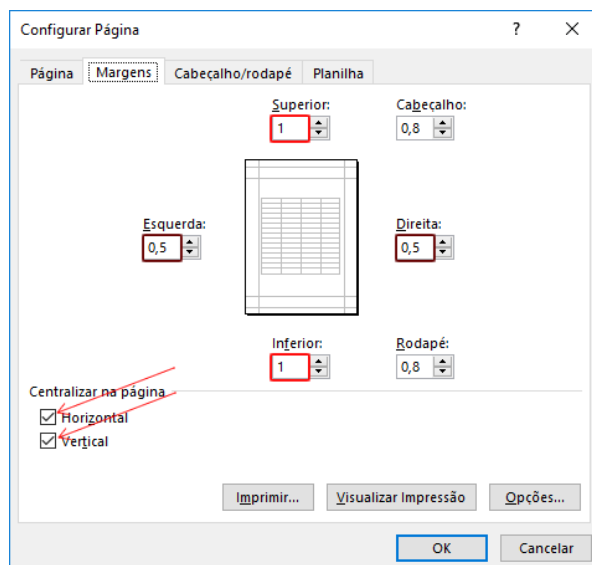 Configurar Página ? ×
Página Margens Cabeçalho/rodapé Planilha
Superior: Cabeçalho:
1 0,8
Esquerda: Direita:
0,5 0,5
Inferior: Rodapé:
1 0,8
Centralizar na página
Horizontal
Vertical
Imprimir... Visualizar Impressão Opções...
OK Cancelar